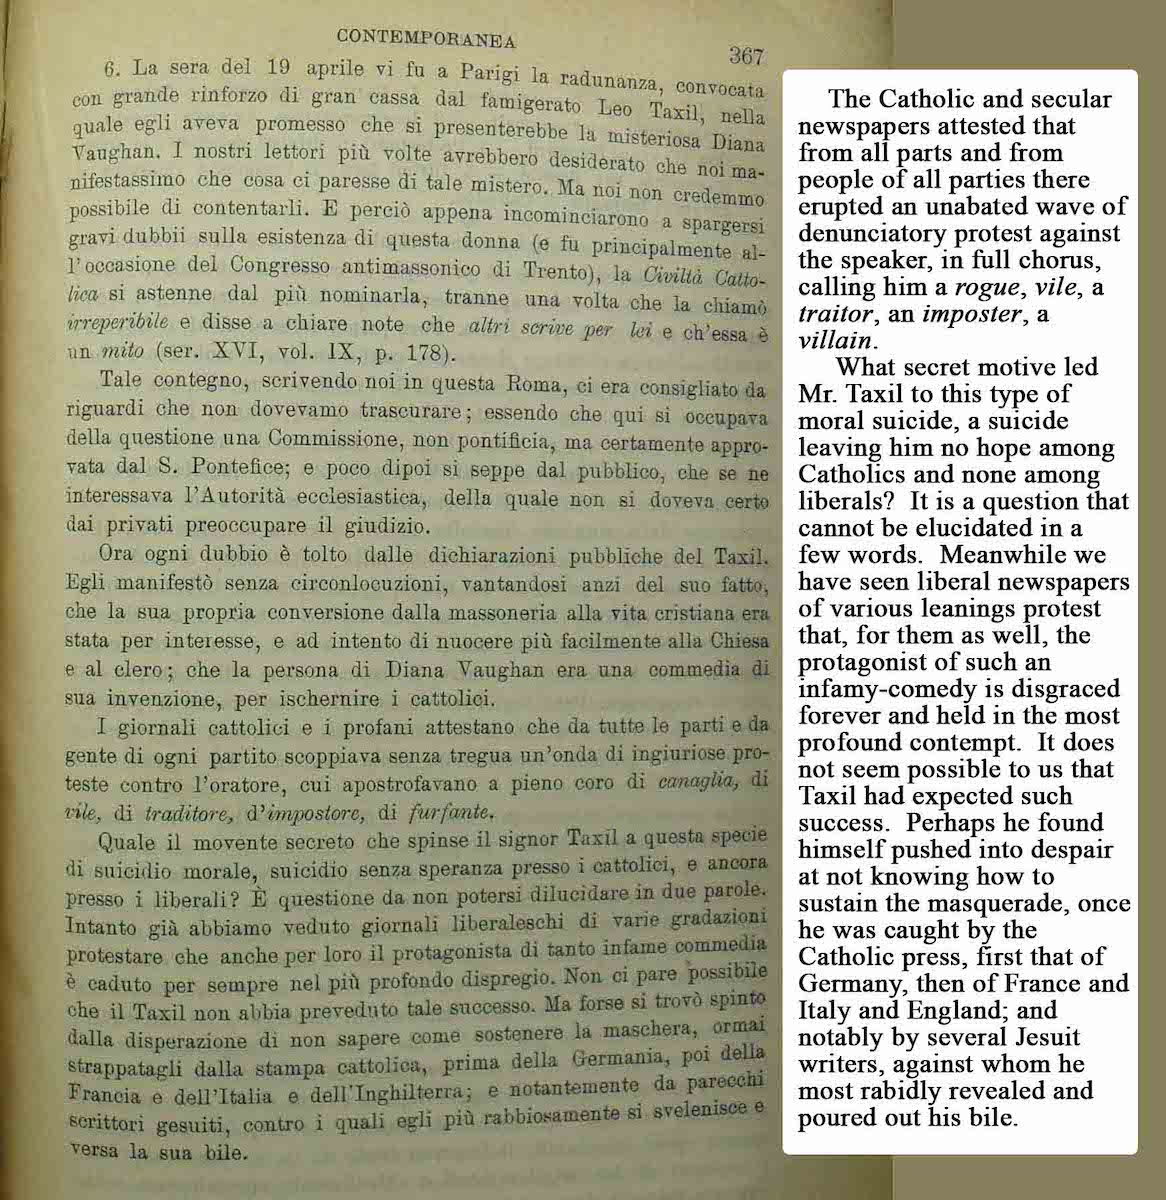 CONTEMPORANEA
367
6. La sera del 19 aprile vi fu a Parigi la radunanza, convocata
con grande rinforzo di gran cassa dal famigerato Leo Taxil, nella
quale egli aveva promesso che si presenterebbe la misteriosa Diana
Vaughan. I nostri lettori più volte avrebbero desiderato che noi ma-
nifestassimo che cosa ci paresse di tale mistero. Ma noi non credemmo
possibile di contentarli. E perciò appena incominciarono a spargersi
gravi dubbii sulla esistenza di questa donna (e fu principalmente al-
l'occasione del Congresso antimassonico di Trento), la Civiltà Catto-
lica si astenne dal più nominarla, tranne una volta che la chiamò
irreperibile e disse a chiare note che altri scrive per lei e ch'essa è
un mito (ser. XVI, vol. IX, p. 178).
Tale contegno, scrivendo noi in questa Roma, ci era consigliato da
riguardi che non dovevamo trascurare; essendo che qui si occupava
della questione una Commissione, non pontificia, ma certamente appro-
vata dal S. Pontefice; e poco dipoi si seppe dal pubblico, che se ne
interessava l'Autorità ecclesiastica, della quale non si doveva certo
dai privati preoccupare il giudizio.
Ora ogni dubbio è tolto dalle dichiarazioni pubbliche del Taxil.
Egli manifestò senza circonlocuzioni, vantandosi anzi del suo fatto,
che la sua propria conversione dalla massoneria alla vita cristiana era
stata per interesse, e ad intento di nuocere più facilmente alla Chiesa
e al clero; che la persona di Diana Vaughan era una commedia di
sua invenzione, per ischernire i cattolici.
I giornali cattolici e i profani attestano che da tutte le parti e da
gente di ogni partito scoppiava senza tregua un'onda di ingiuriose pro-
teste contro l'oratore, cui apostrofavano a pieno coro di canaglia, di
vile, di traditore, d'impostore, di furfante.
Quale il movente secreto che spinse il signor Taxil a questa specie
di suicidio morale, suicidio senza speranza presso i cattolici, e ancora
presso i liberali? È questione da non potersi dilucidare in due parole.
Intanto già abbiamo veduto giornali liberaleschi di varie gradazioni
protestare che anche per loro il protagonista di tanto infame commedia
è caduto per sempre nel più profondo dispregio. Non ci pare possibile
che il Taxil non abbia preveduto tale successo. Ma forse si trovò spinto
dalla disperazione di non sapere come sostenere la maschera, ormai
strappatagli dalla stampa cattolica, prima della Germania, poi della
Francia e dell'Italia e dell'Inghilterra; e notantemente da parecchi
scrittori gesuiti, contro i quali egli più rabbiosamente si svelenisce e
versa la sua bile.
The Catholic and secular
newspapers attested that
from all parts and from
people of all parties there
erupted an unabated wave of
denunciatory protest against
the speaker, in full chorus,
calling him a rogue, vile, a
traitor, an imposter, a
villain.
What secret motive led
Mr. Taxil to this type of
moral suicide, a suicide
leaving him no hope among
Catholics and none among
liberals? It is a question that
cannot be elucidated in a
few words. Meanwhile we
have seen liberal newspapers
of various leanings protest
that, for them as well, the
protagonist of such an
infamy-comedy is disgraced
forever and held in the most
profound contempt. It does
not seem possible to us that
Taxil had expected such
success. Perhaps he found
himself pushed into despair
at not knowing how to
sustain the masquerade, once
he was caught by the
Catholic press, first that of
Germany, then of France and
Italy and England; and
notably by several Jesuit
writers, against whom he
most rabidly revealed and
poured out his bile.